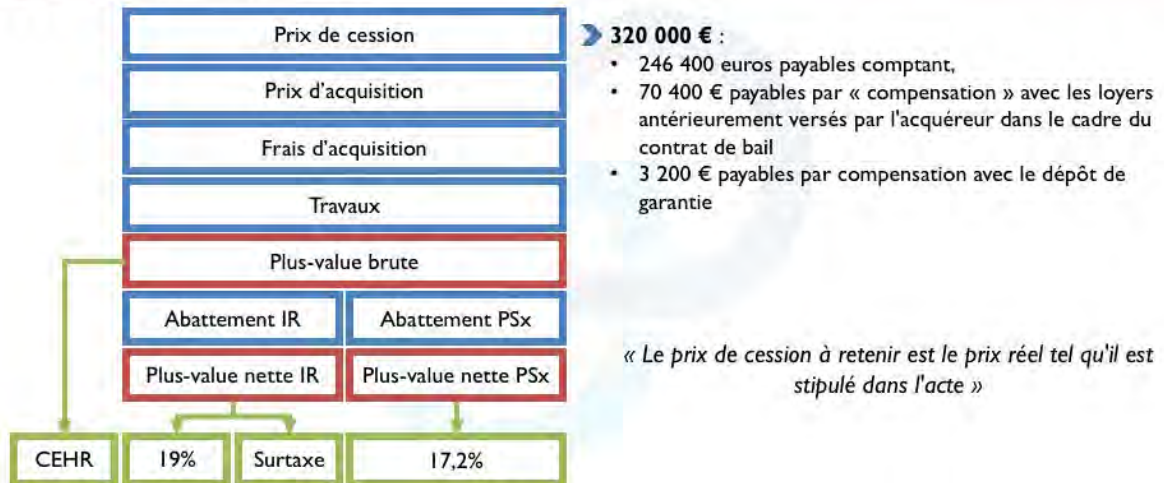 Prix de cession
Prix d'acquisition
Frais d'acquisition
Travaux
Plus-value brute
Abattement IR
Abattement PSx
Plus-value nette IR
Plus-value nette PSx
CEHR
19%
Surtaxe
17,2%
320 000 € :
• 246 400 euros payables comptant,
• 70 400 € payables par « compensation » avec les loyers
antérieurement versés par l'acquéreur dans le cadre du
contrat de bail
• 3 200 € payables par compensation avec le dépôt de
garantie
« Le prix de cession à retenir est le prix réel tel qu'il est
stipulé dans l'acte »